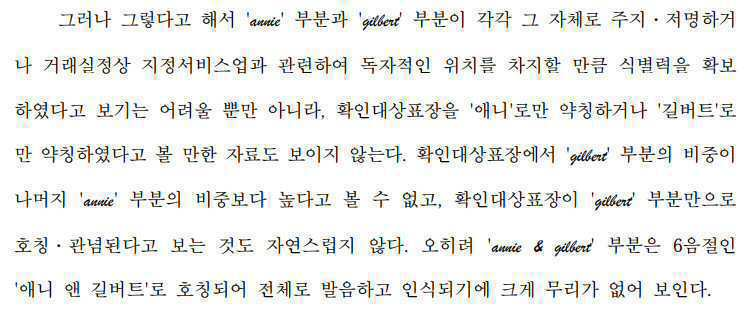 그러나 그렇다고 해서 'annie' 부분과 'gilbert' 부분이 각각 그 자체로 주지·저명하거
나 거래실정상 지정서비스업과 관련하여 독자적인 위치를 차지할 만큼 식별력을 확보
하였다고 보기는 어려울 뿐만 아니라, 확인대상표장을 '애니'로만 약칭하거나 '길버트'로
만 약칭하였다고 볼 만한 자료도 보이지 않는다. 확인대상표장에서 'gilbert' 부분의 비중이
나머지 'annie' 부분의 비중보다 높다고 볼 수 없고, 확인대상표장이 'gilbert' 부분만으로
호칭·관념된다고 보는 것도 자연스럽지 않다. 오히려 'annie & gilbert' 부분은 6음절인
'애니 앤 길버트'로 호칭되어 전체로 발음하고 인식되기에 크게 무리가 없어 보인다.